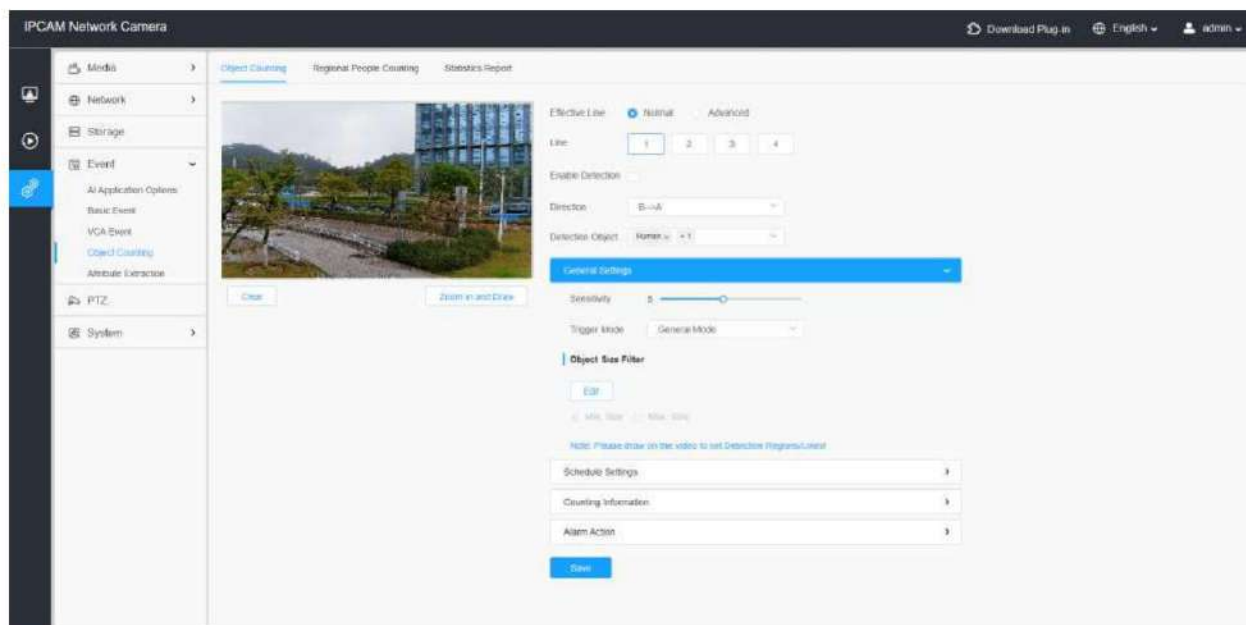 IPCAM Network Camera
Download Plug-in
English
admin
Media
Network
Storage
Event
AI Application Options
Basic Event
VCA Event
Object Counting
Attribute Extraction
PTZ
System
Object Counting
Regional People Counting
Statistics Report
Clear
Zoom in and Draw
Effective Line Normal Advanced
Line 1 2 3 4
Enable Detection
Direction B->A
Detection Object Human + 1
General Settings
Sensitivity 5
Trigger Mode General Mode
Object Size Filter
Edit
Min. Size Max. Size
Note: Please draw on the video to set Detection Regions/Lines!
Schedule Settings
Counting Information
Alarm Action
Save